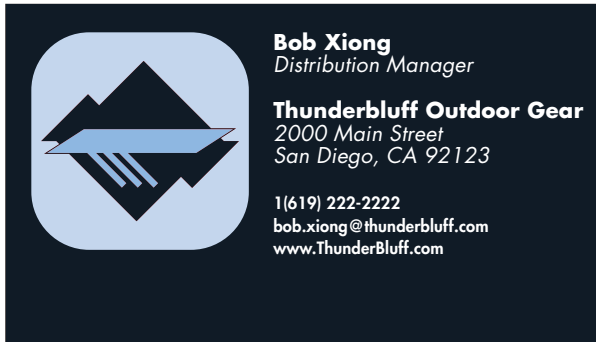 Bob Xiong
Distribution Manager
Thunderbluff Outdoor Gear
2000 Main Street
San Diego, CA 92123
1(619) 222-2222
bob.xiong@thunderbluff.com
www.ThunderBluff.com